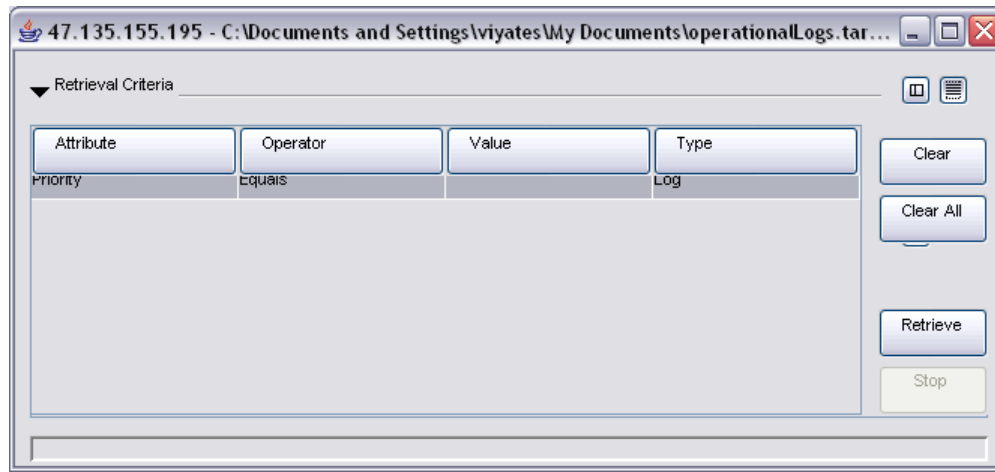 47.135.155.195 - C:\Documents and Settings\viyates\My Documents\operationalLogs.tar...
Retrieval Criteria
Attribute Operator Value Type
Priority Equals Log
Clear
Clear All
Retrieve
Stop